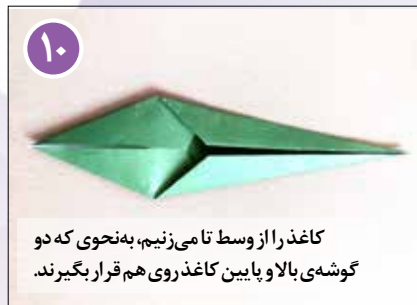 ۱۰
کاغذ را از وسط تا می‌زنیم، به‌نحوی که دو
گوشه‌ی بالا و پایین کاغذ روی هم قرار بگیرند.